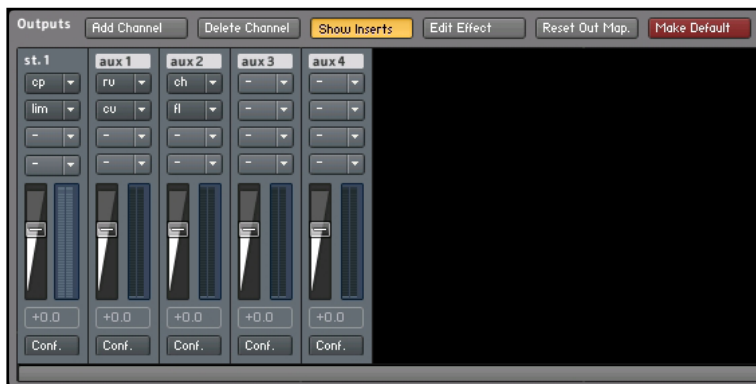 Outputs Add Channel Delete Channel Show Inserts Edit Effect Reset Out Map. Make Default
st. 1 aux 1 aux 2 aux 3 aux 4
cp rv ch - -
lim cv fl - -
- - - - -
- - - - -
+0.0 +0.0 +0.0 +0.0 +0.0
Conf. Conf. Conf. Conf. Conf.